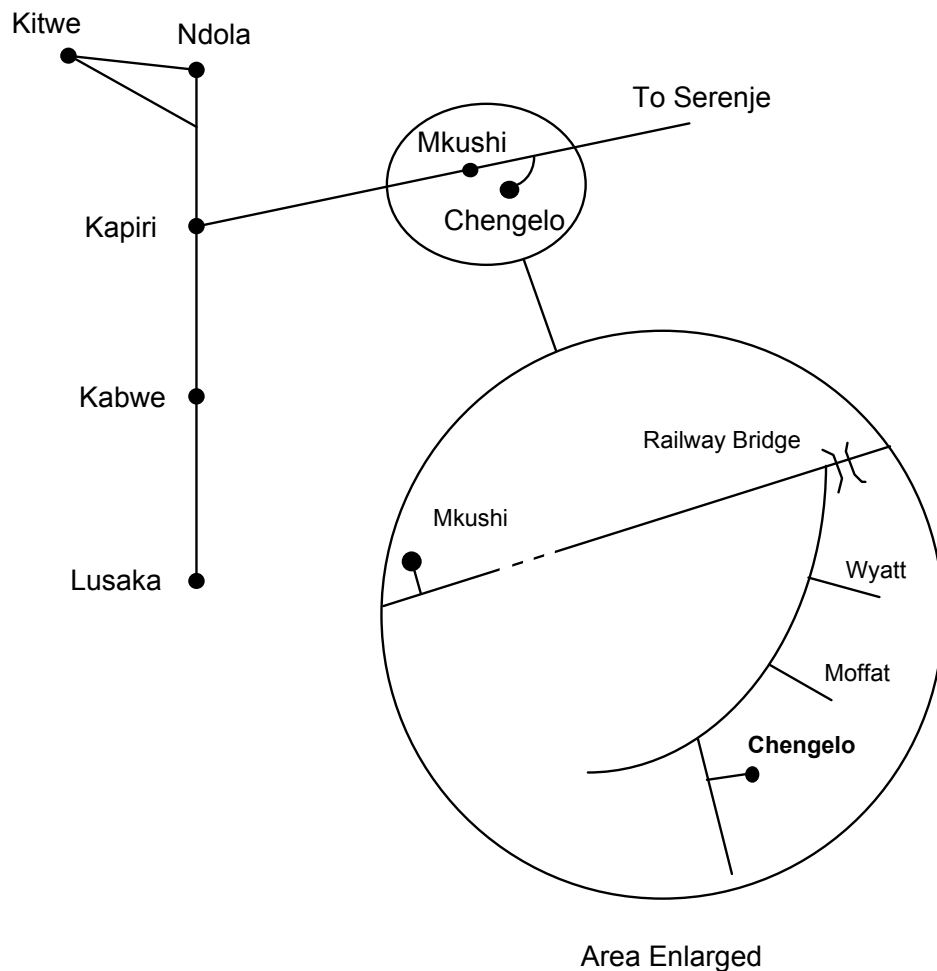 Kitwe
Ndola
To Serenje
Mkushi
Chengelo
Kapiri
Kabwe
Lusaka
Railway Bridge
Mkushi
Wyatt
Moffat
Chengelo
Area Enlarged